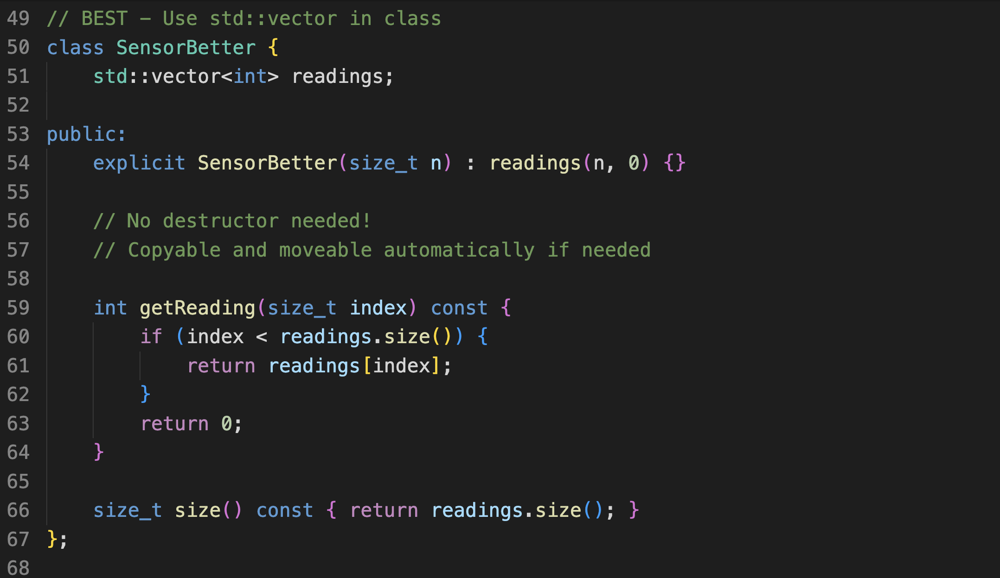 49 // BEST – Use std::vector in class
50 class SensorBetter {
51     std::vector<int> readings;
52
53 public:
54     explicit SensorBetter(size_t n) : readings(n, 0) {}
55
56     // No destructor needed!
57     // Copyable and moveable automatically if needed
58
59     int getReading(size_t index) const {
60         if (index < readings.size()) {
61             return readings[index];
62         }
63         return 0;
64     }
65
66     size_t size() const { return readings.size(); }
67 };
68